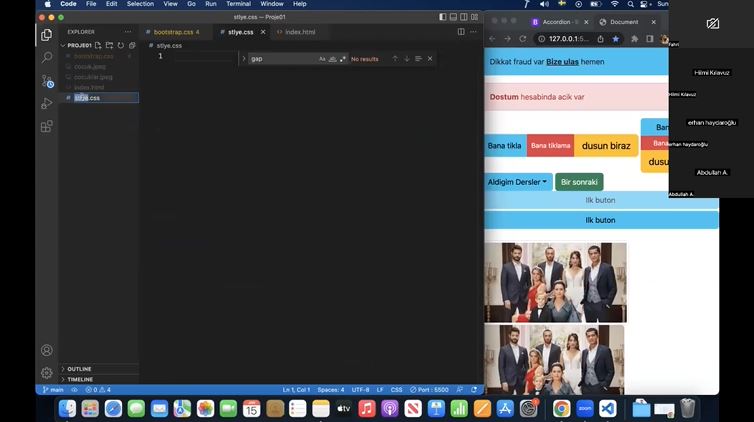 Code File Edit Selection View Go Run Terminal Window Help
Sun
stlye.css — Proje01
EXPLORER
PROJE01
bootstrap.css 4
cocuk.jpeg
cocuklar.jpeg
index.html
stlye.css
bootstrap.css 4
stlye.css
index.html
stlye.css
1
gap
Aa
No results
OUTLINE
TIMELINE
main
0 4
Ln 1, Col 1 Spaces: 4 UTF-8 LF CSS Port : 5500
Accordion · B
Document
127.0.0.1:5...
Dikkat fraud var Bize ulas hemen
Dostum hesabinda acik var
Bana tikla
Bana tiklama
dusun biraz
Ban
Bana
dusu
Aldigim Dersler
Bir sonraki
Ilk buton
Ilk buton
Fahri
Hilmi Kılavuz
Hilmi Kılavuz
erhan haydaroğlu
erhan haydaroğlu
Abdullah A.
Abdullah A.
15
tv
zoom